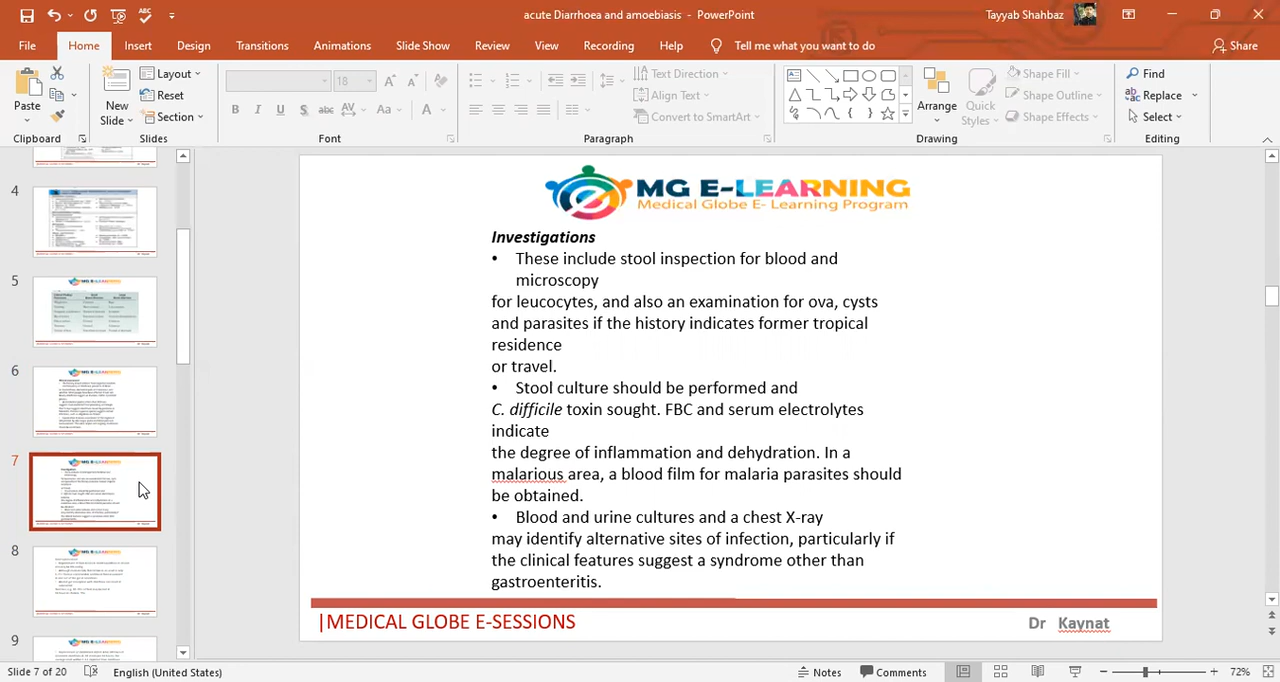 acute Diarrhoea and amoebiasis - PowerPoint
Tayyab Shahbaz
File Home Insert Design Transitions Animations Slide Show Review View Recording Help Tell me what you want to do Share
Paste
Clipboard
New
Slide
Layout
Reset
Section
Slides
18
Font
Text Direction
Align Text
Convert to SmartArt
Paragraph
Arrange
Quick
Styles
Shape Fill
Shape Outline
Shape Effects
Drawing
Find
Replace
Select
Editing
4
5
6
7
8
9
MG E-LEARNING
Medical Globe E- Learning Program
estigations
• These include stool inspection for blood and
microscopy
for leucocytes, and also an examination for ova, cysts
and parasites if the history indicates former tropical
residence
or travel.
Stool culture should be performed and
C. difficile toxin sought. FBC and serum electrolytes
indicate
the degree of inflammation and dehydration. In a
area, a blood film for malaria parasites should
be obtained.
Blood and urine cultures and a chest X-ray
may identify alternative sites of infection, particularly if
clinical features suggest a syndrome other than
gastroenteritis.
MEDICAL GLOBE E-SESSIONS
Dr Kaynat
Slide 7 of 20 English (United States) Notes Comments 72%